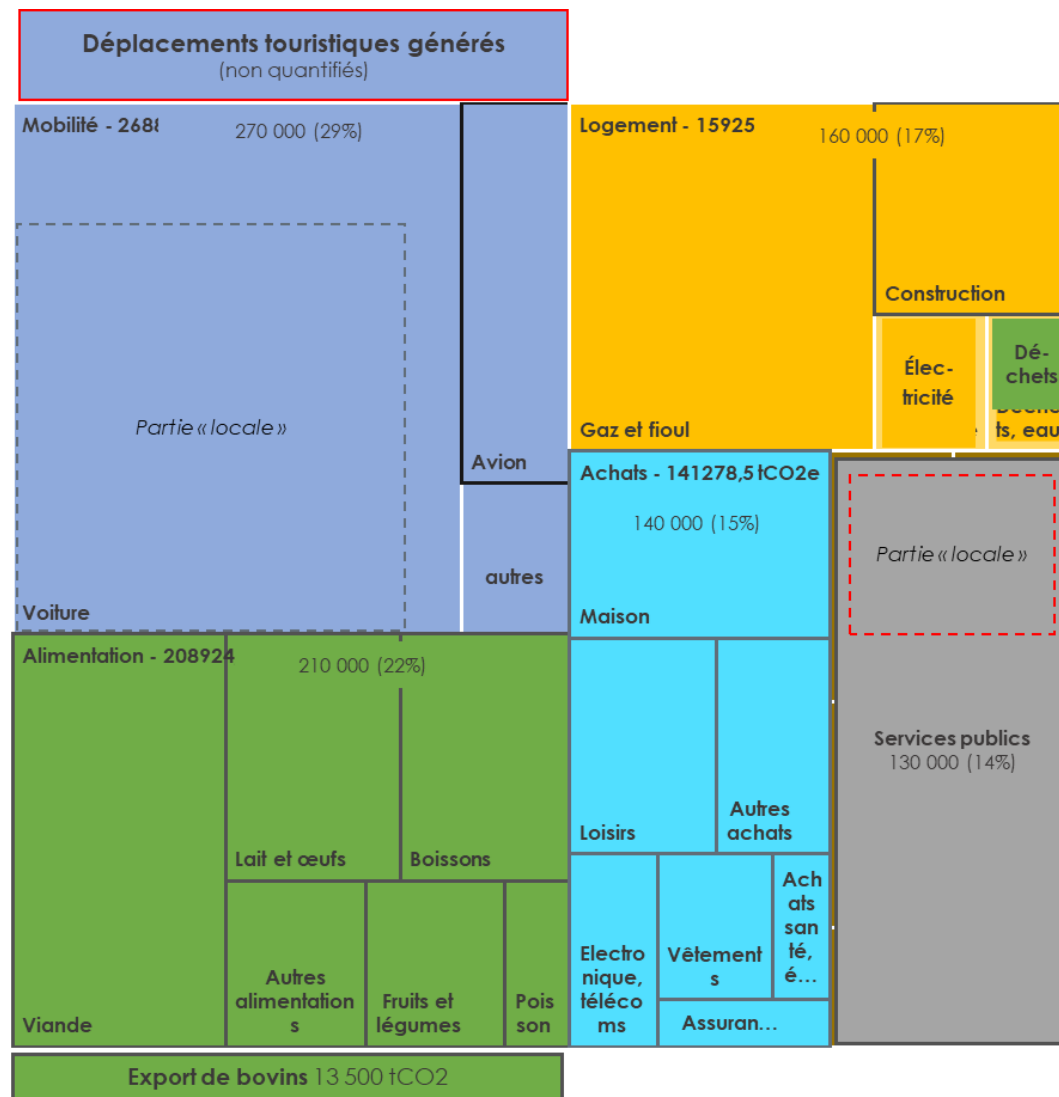 Déplacements touristiques générés
(non quantifiés)
Mobilité - 2688
270 000 (29%)
Partie « locale »
Avion
autres
Voiture
Logement - 15925
160 000 (17%)
Construction
Élec-
tricité
Dé-
chets
ts, eau
Gaz et fioul
Achats - 141278,5 tCO2e
140 000 (15%)
Maison
Loisirs
Autres
achats
Electro
nique,
téléco
ms
Vêtement
s
Ach
ats
san
té,
é...
Assuran...
Partie « locale »
Services publics
130 000 (14%)
Alimentation - 208924
210 000 (22%)
Viande
Lait et œufs
Boissons
Autres
alimentation
s
Fruits et
légumes
Pois
son
Export de bovins 13 500 tCO2